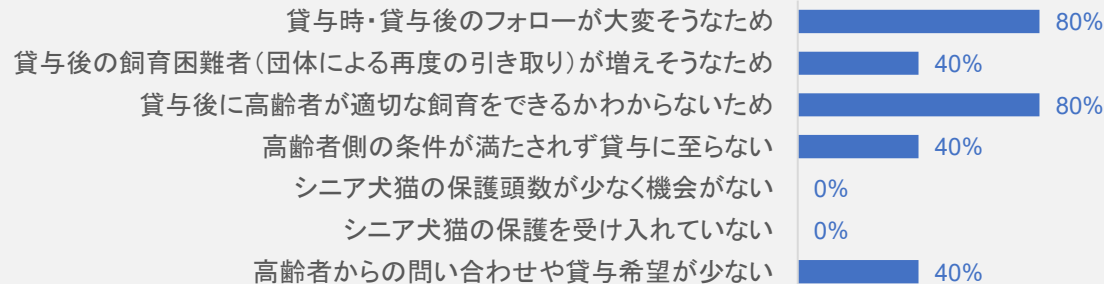 貸与時・貸与後のフォローが大変そうなため 80%
貸与後の飼育困難者（団体による再度の引き取り）が増えそうなため 40%
貸与後に高齢者が適切な飼育をできるかわからないため 80%
高齢者側の条件が満たされず貸与に至らない 40%
シニア犬猫の保護頭数が少なく機会がない 0%
シニア犬猫の保護を受け入れていない 0%
高齢者からの問い合わせや貸与希望が少ない 40%